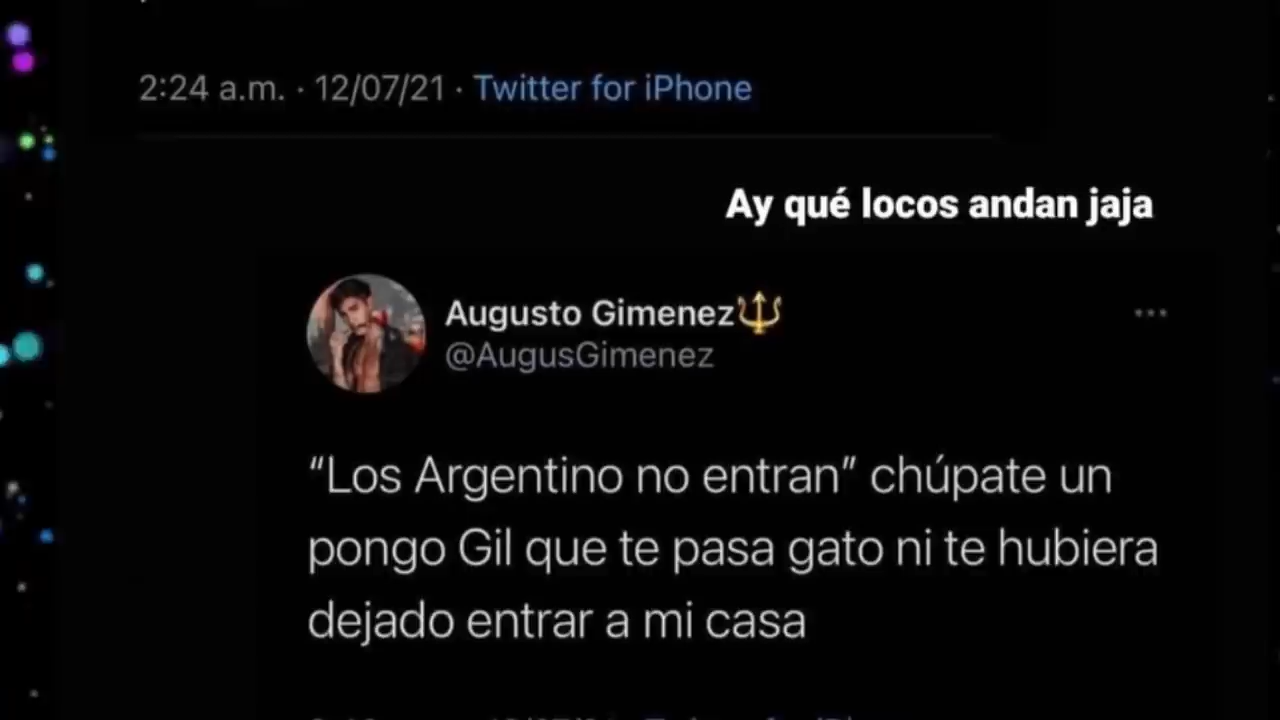 2:24 a.m. · 12/07/21 · Twitter for iPhone
Ay qué locos andan jaja
Augusto Gimenez🔱
@AugusGimenez
“Los Argentino no entran” chúpate un
pongo Gil que te pasa gato ni te hubiera
dejado entrar a mi casa